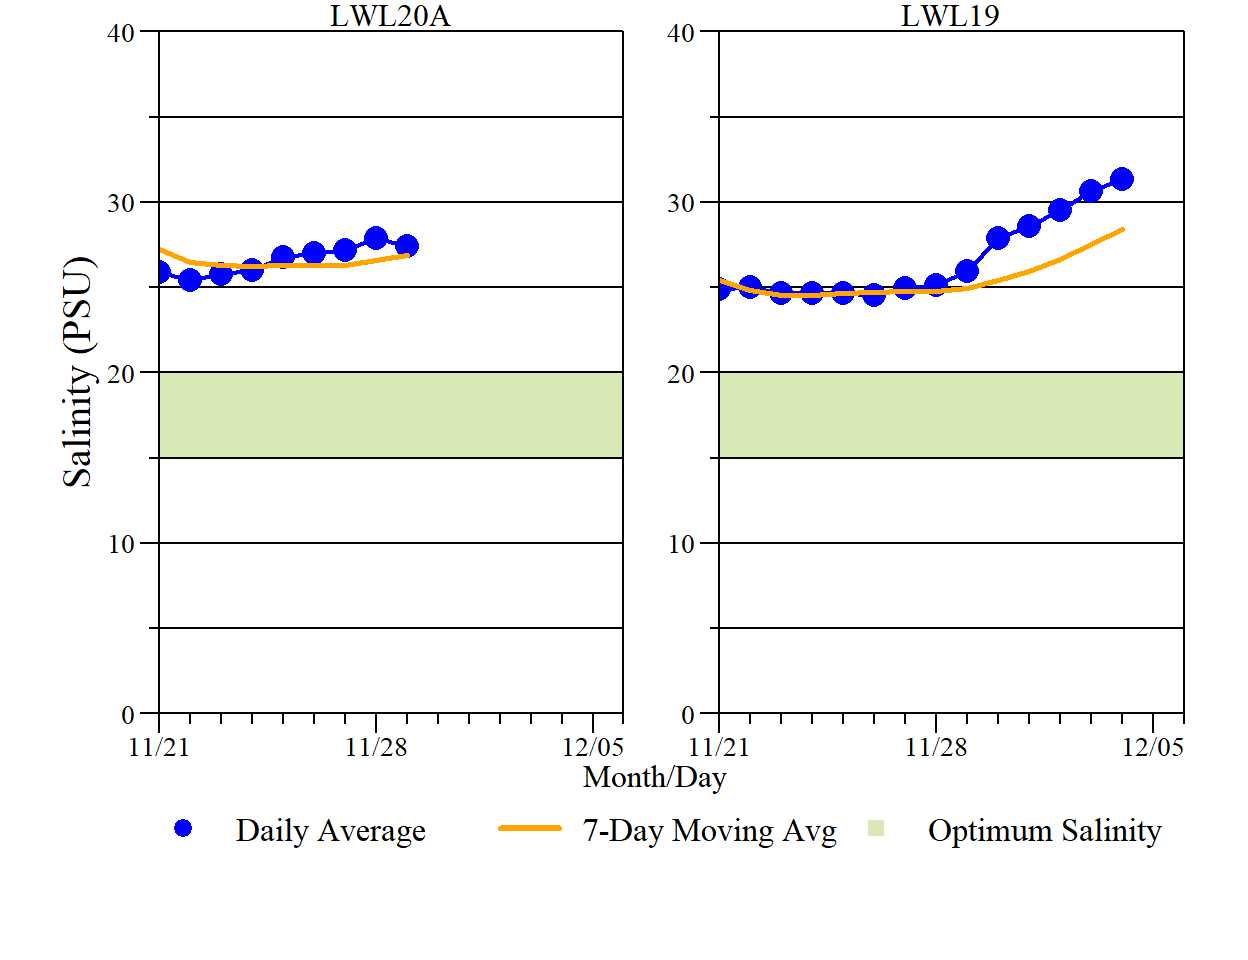 LWL20A
LWL19
40
30
20
10
0
40
30
20
10
0
Salinity (PSU)
11/21
11/28
12/05
11/21
11/28
12/05
Month/Day
Daily Average
7-Day Moving Avg
Optimum Salinity